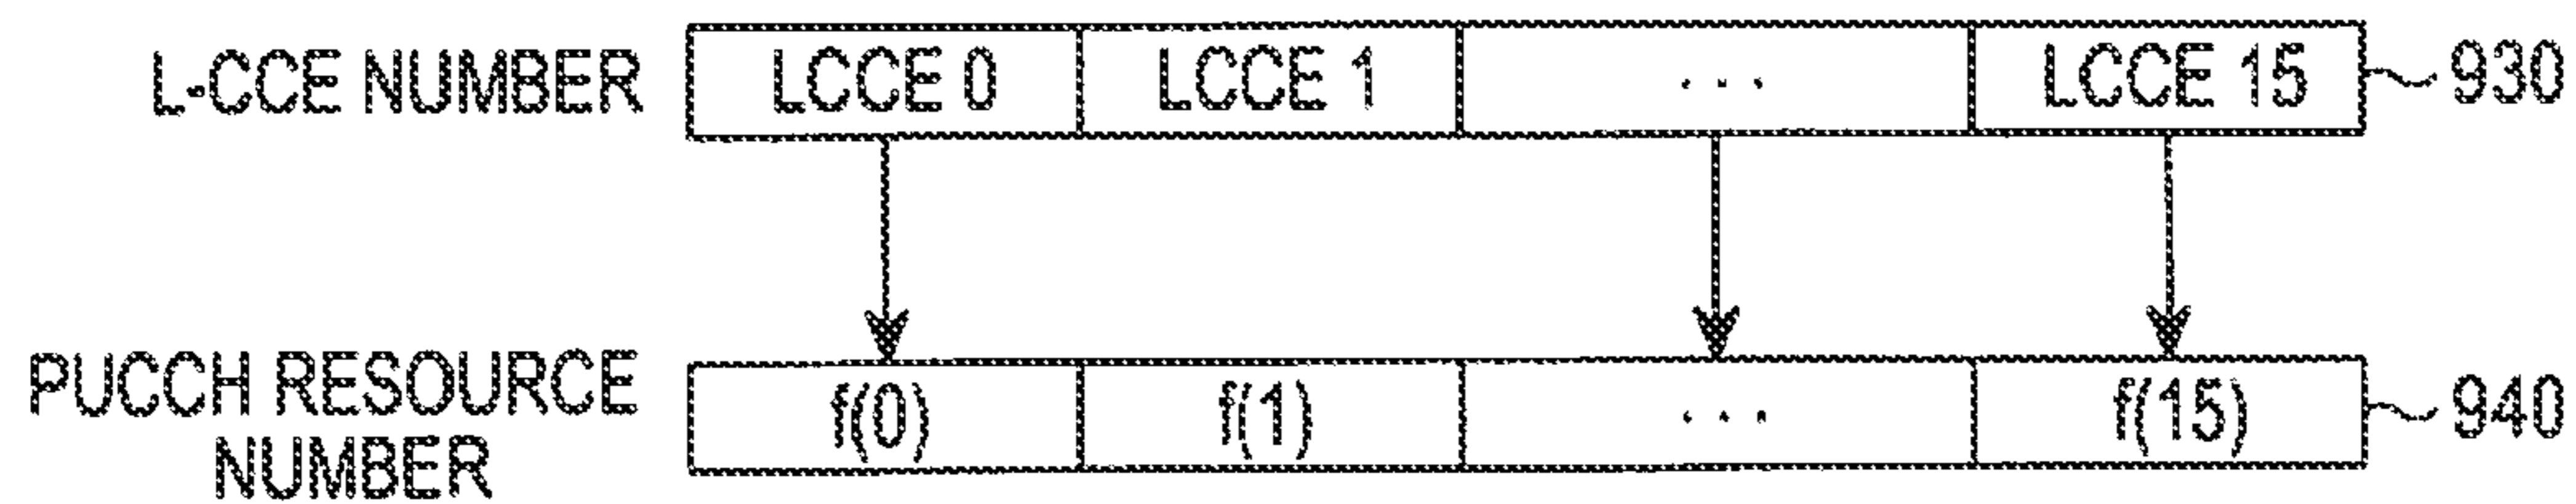 L-CCE NUMBER LCCE 0 LCCE 1 ... LCCE 15 930
PUCCH RESOURCE
NUMBER
f(0) f(1) ... f(15) 940